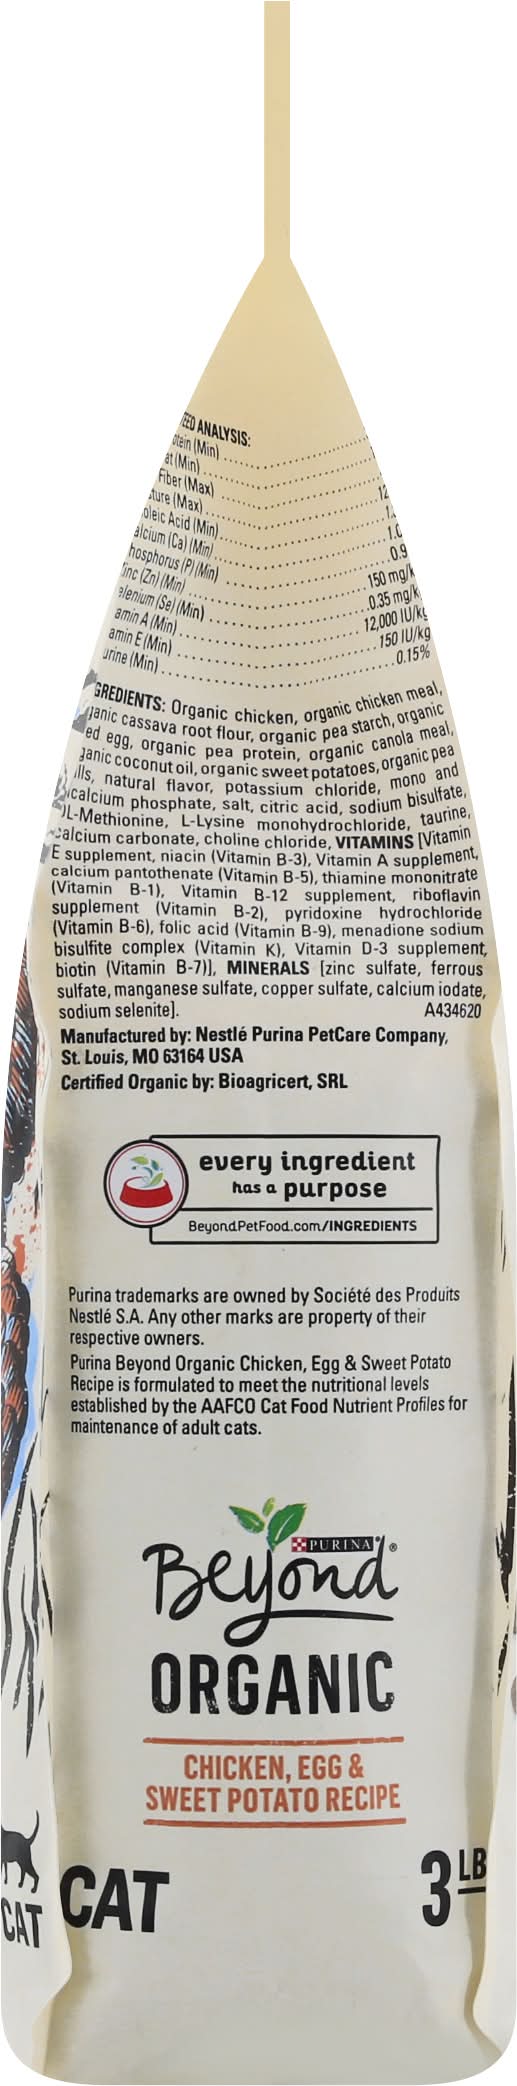 ANALYSIS:
(Min)
(Min)
Fiber (Max)
(Max)
Acid (Min)
(Ca) (Min)
(P) (Min)
(Zn) (Min) 150
(Se) (Min) 0.35
A (Min) 12,000 IU/kg
E (Min) 150 IU/kg
(Min) 0.15%
Organic chicken, organic chicken meal,
cassava root flour, organic pea starch, organic
egg, organic pea protein, organic canola meal,
coconut oil, organic sweet potatoes, organic pea
natural flavor, potassium chloride, mono and
phosphate, salt, citric acid, sodium bisulfate,
L-Lysine monohydrochloride, taurine,
calcium carbonate, choline chloride, VITAMINS [Vitamin
E supplement, niacin (Vitamin B-3), Vitamin A supplement,
calcium pantothenate (Vitamin B-5), thiamine mononitrate
(Vitamin B-1), Vitamin B-12 supplement, riboflavin
supplement (Vitamin B-2), pyridoxine hydrochloride
(Vitamin B-6), folic acid (Vitamin B-9), menadione sodium
bisulfite complex (Vitamin K), Vitamin D-3 supplement,
biotin (Vitamin B-7)], MINERALS [zinc sulfate, ferrous
sulfate, manganese sulfate, copper sulfate, calcium iodate,
sodium selenite]. A434620
Manufactured by: Nestlé Purina PetCare Company,
St. Louis, MO 63164 USA
Certified Organic by: Bioagricert, SRL
every ingredient
has a purpose
BeyondPetFood.com/INGREDIENTS
Purina trademarks are owned by Société des Produits
Nestlé S.A. Any other marks are property of their
respective owners.
Purina Beyond Organic Chicken, Egg & Sweet Potato
Recipe is formulated to meet the nutritional levels
established by the AAFCO Cat Food Nutrient Profiles for
maintenance of adult cats.
PURINA
Beyond®
ORGANIC
CHICKEN, EGG &
SWEET POTATO RECIPE
CAT 3 LB
CAT